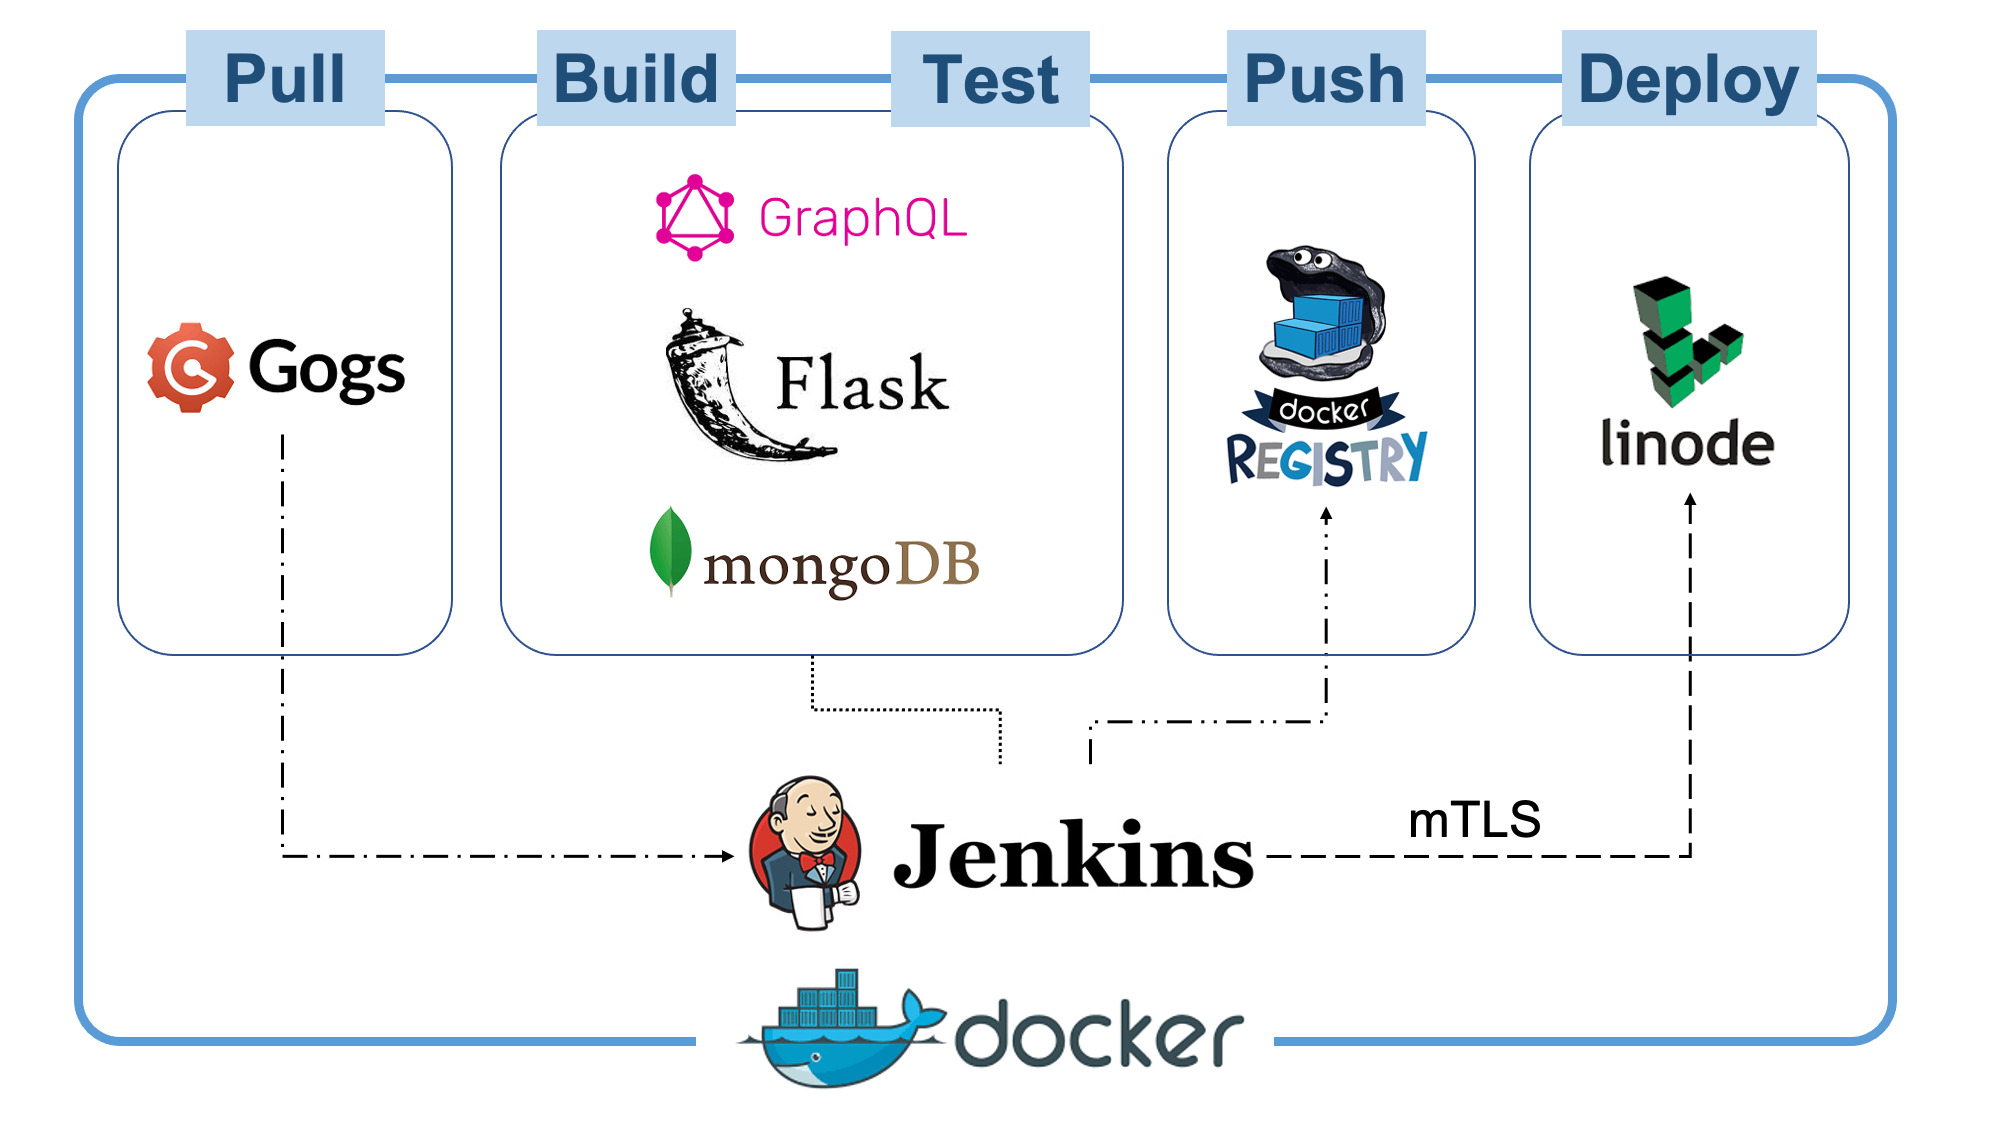 Pull
Build
Test
Push
Deploy
GraphQL
Gogs
Flask
mongoDB
docker
REGISTRY
linode
mTLS
Jenkins
docker